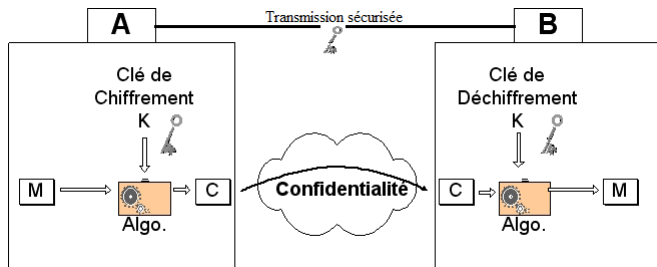 Transmission sécurisée
A
B
Clé de
Chiffrement
K
M
C
Algo.
Confidentialité
Clé de
Déchiffrement
K
C
M
Algo.